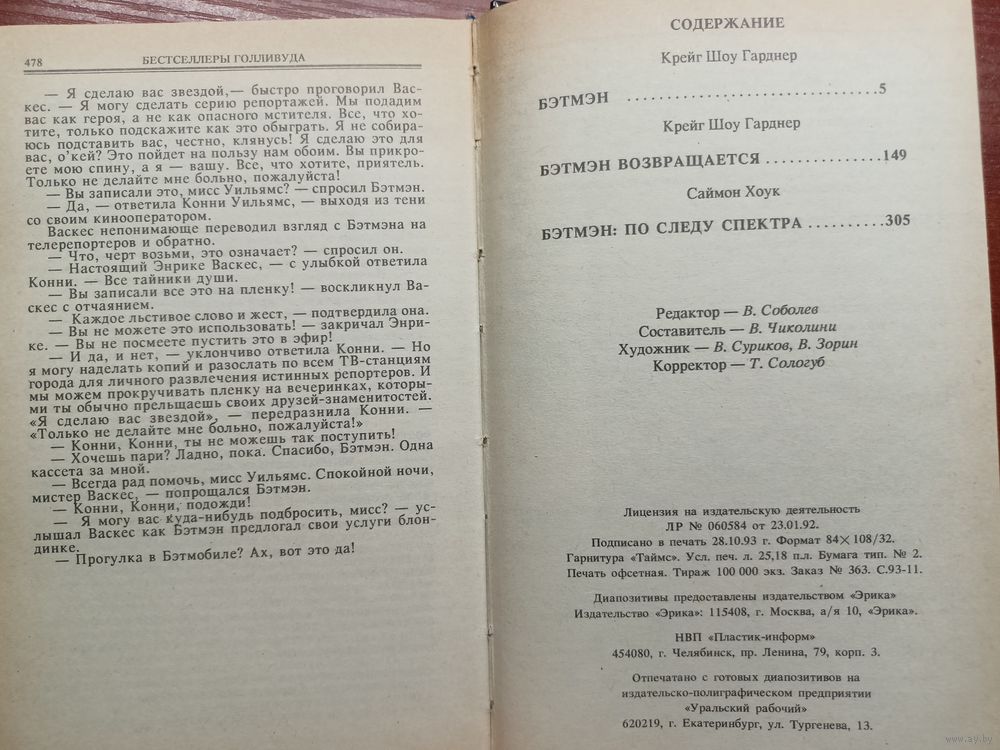 478
БЕСТСЕЛЛЕРЫ ГОЛЛИВУДА
— Я сделаю вас звездой,— быстро проговорил Вас-
кес. — Я могу сделать серию репортажей. Мы подадим
вас как героя, а не как опасного мстителя. Все, что хо-
тите, только подскажите как это обыграть. Я не собира-
юсь подставить вас, честно, клянусь! Я сделаю это для
вас, о'кей? Это пойдет на пользу нам обоим. Вы прикро-
ете мою спину, а я — вашу. Все, что хотите, приятель.
Только не делайте мне больно, пожалуйста!
— Вы записали это, мисс Уильямс? — спросил Бэтмэн.
— Да, — ответила Конни Уильямс, — выходя из тени
со своим кинооператором.
Васкес непонимающе переводил взгляд с Бэтмэна на
телерепортеров и обратно.
— Что, черт возьми, это означает? — спросил он.
— Настоящий Энрике Васкес, — с улыбкой ответила
Конни. — Все тайники души.
— Вы записали все это на пленку! — воскликнул Ва-
скес с отчаянием.
— Каждое льстивое слово и жест, — подтвердила она.
— Вы не можете это использовать! — закричал Энри-
ке. — Вы не посмеете пустить это в эфир!
— И да, и нет, — уклончиво ответила Конни. — Но
я могу наделать копий и разослать по всем ТВ-станциям
города для личного развлечения истинных репортеров. И
мы можем прокручивать пленку на вечеринках, которы-
ми ты обычно прельщаешь своих друзей-знаменитостей.
«Я сделаю вас звездой», — передразнила Конни. —
«Только не делайте мне больно, пожалуйста!»
— Конни, Конни, ты не можешь так поступить!
— Хочешь пари? Ладно, пока. Спасибо, Бэтмэн. Одна
кассета за мной.
— Всегда рад помочь, мисс Уильямс. Спокойной ночи,
мистер Васкес, — попрощался Бэтмэн.
— Конни, Конни, подожди!
— Я могу вас куда-нибудь подбросить, мисс? — ус-
лышал Васкес как Бэтмэн предлогал свои услуги блон-
динке.
— Прогулка в Бэтмобиле? Ах, вот это да!
СОДЕРЖАНИЕ
Крейг Шоу Гарднер
БЭТМЭН ...............................5
Крейг Шоу Гарднер
БЭТМЭН ВОЗВРАЩАЕТСЯ..............149
Саймон Хоук
БЭТМЭН: ПО СЛЕДУ СПЕКТРА ..........305
Редактор — В. Соболев
Составитель — В. Чиколини
Художник — В. Суриков, В. Зорин
Корректор — Т. Сологуб
Лицензия на издательскую деятельность
ЛР № 060584 от 23.01.92.
Подписано в печать 28.10.93 г. Формат 84×108/32.
Гарнитура «Таймс». Усл. печ. л. 25,18 п.л. Бумага тип. № 2.
Печать офсетная. Тираж 100 000 экз. Заказ № 363. С.93-11.
Диапозитивы предоставлены издательством «Эрика»
Издательство «Эрика»: 115408, г. Москва, а/я 10, «Эрика».
НВП «Пластик-информ»
454080, г. Челябинск, пр. Ленина, 79, корп. 3.
Отпечатано с готовых диапозитивов на
издательско-полиграфическом предприятии
«Уральский рабочий»
620219, г. Екатеринбург, ул. Тургенева, 13.
www.ay.by